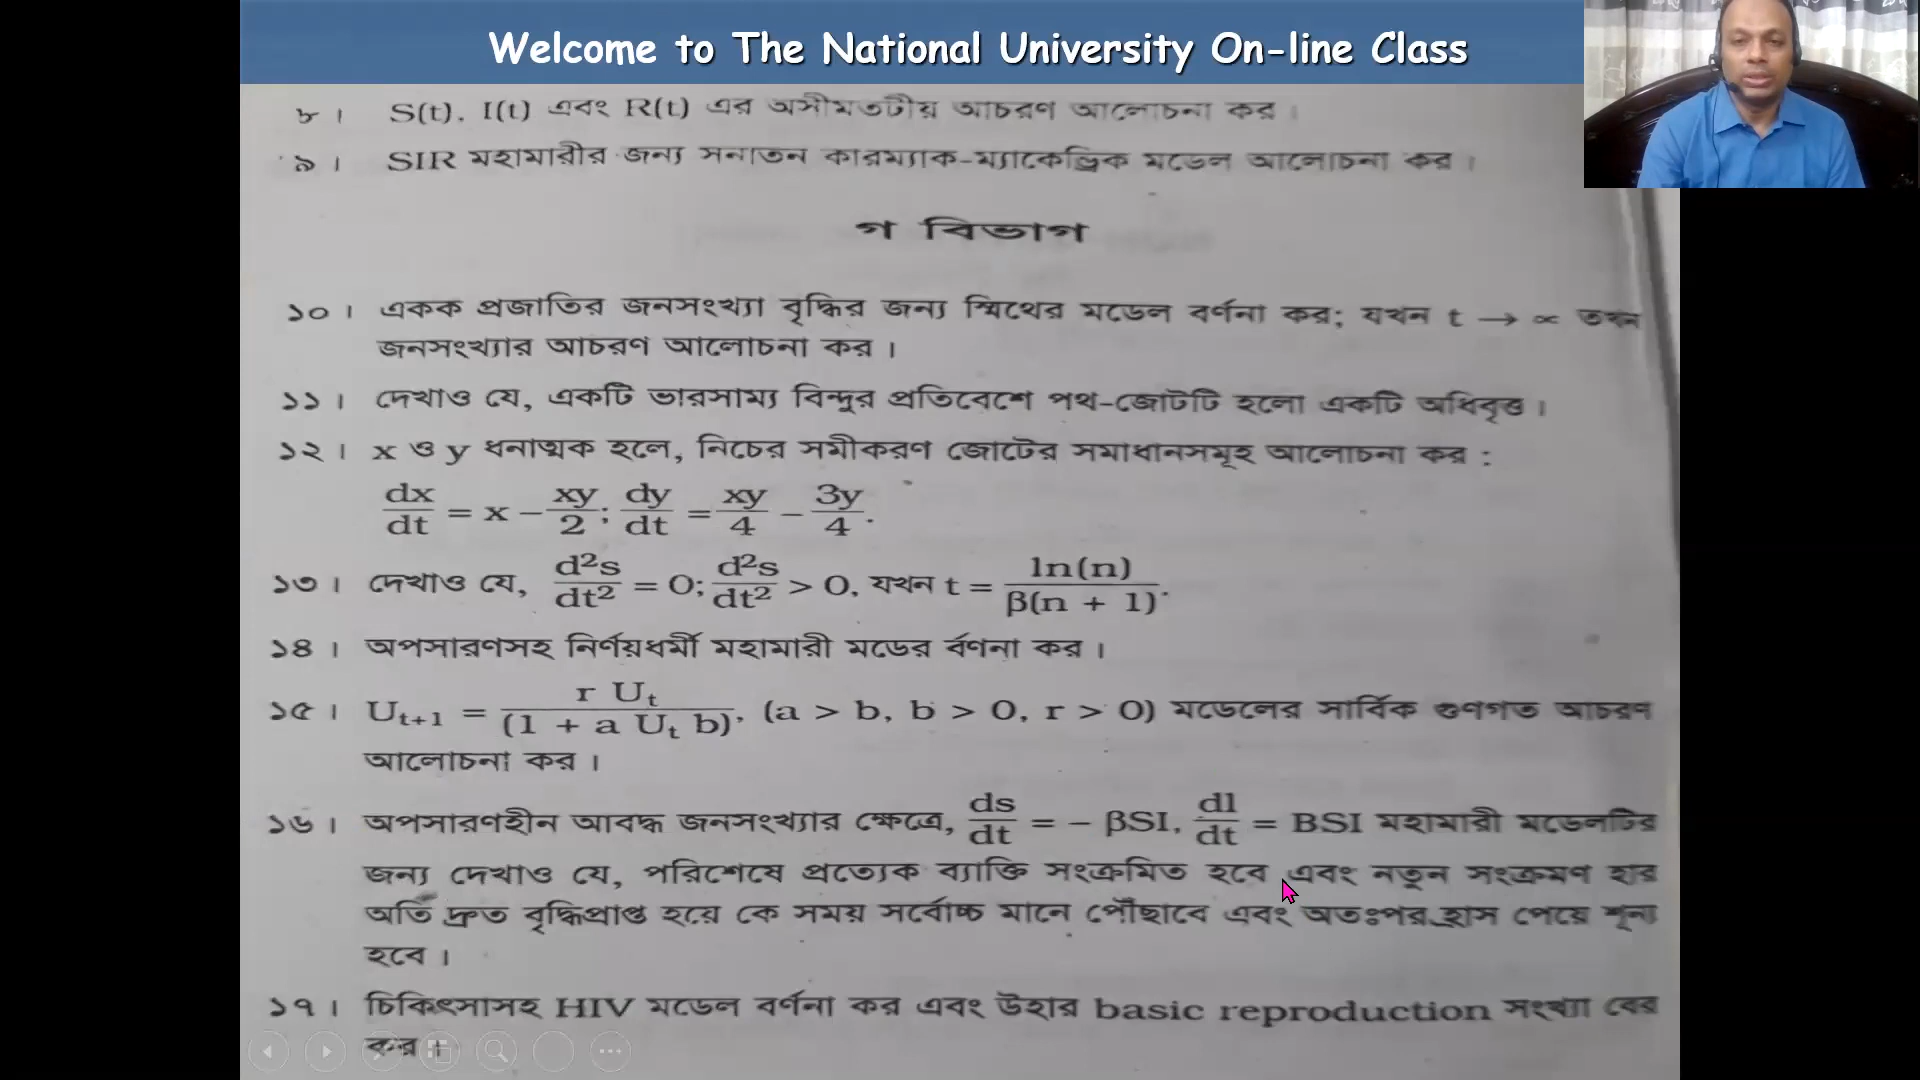 Welcome to The National University On-line Class
৮। S(t), I(t) এবং R(t) এর অসীমতটীয় আচরণ আলোচনা কর।
৯। SIR মহামারীর জন্য সনাতন কারম্যাক-ম্যাকেন্ড্রিক মডেল আলোচনা কর।
গ বিভাগ
১০। একক প্রজাতির জনসংখ্যা বৃদ্ধির জন্য স্মিথের মডেল বর্ণনা কর; যখন t → ∝ তখন
জনসংখ্যার আচরণ আলোচনা কর।
১১। দেখাও যে, একটি ভারসাম্য বিন্দুর প্রতিবেশে পথ-জোটটি হলো একটি অধিবৃত্ত।
১২। x ও y ধনাত্মক হলে, নিচের সমীকরণ জোটের সমাধানসমূহ আলোচনা কর :
dx/dt = x - xy/2; dy/dt = xy/4 - 3y/4.
১৩। দেখাও যে, d²s/dt² = 0; d²s/dt² > 0, যখন t = ln(n)/β(n + 1).
১৪। অপসারণসহ নির্ণয়ধর্মী মহামারী মডের র্বণনা কর।
১৫। U_t+1 = r U_t/(1 + a U_t b), (a > b, b > 0, r > 0) মডেলের সার্বিক গুণগত আচরণ
আলোচনা কর।
১৬। অপসারণহীন আবদ্ধ জনসংখ্যার ক্ষেত্রে, ds/dt = - βSI, dI/dt = BSI মহামারী মডেলটির
জন্য দেখাও যে, পরিশেষে প্রত্যেক ব্যাক্তি সংক্রমিত হবে এবং নতুন সংক্রমণ হার
অতি দ্রুত বৃদ্ধিপ্রাপ্ত হয়ে কে সময় সর্বোচ্চ মানে পৌঁছাবে এবং অতঃপর হ্রাস পেয়ে শূন্য
হবে।
১৭। চিকিৎসাসহ HIV মডেল বর্ণনা কর এবং উহার basic reproduction সংখ্যা বের
কর।